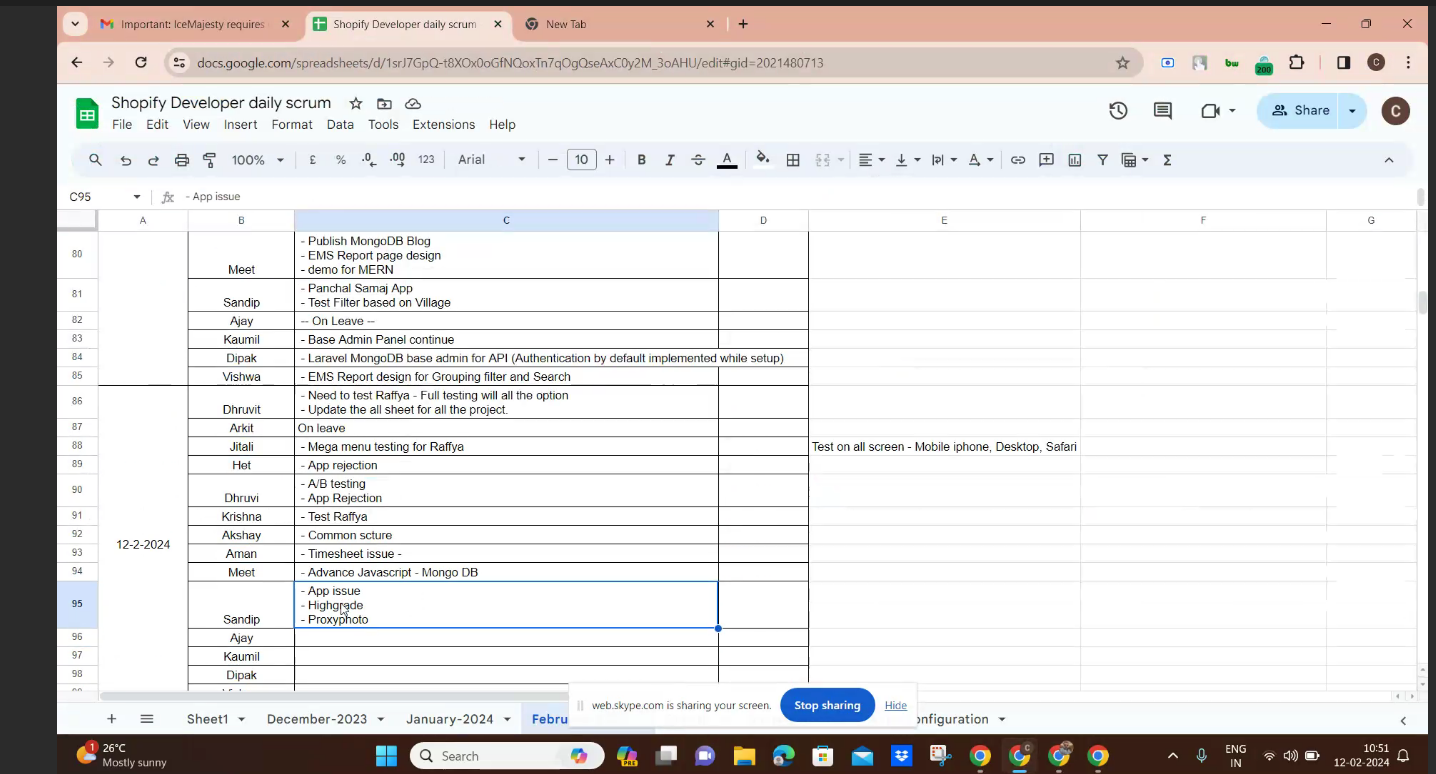 Important: IceMajesty requires
Shopify Developer daily scrum
New Tab
docs.google.com/spreadsheets/d/1srJ7GpQ-t8XOx0oGfNQoxTn7qOgQseAxC0y2M_3oAHU/edit#gid=2021480713
bw
200
C
Shopify Developer daily scrum
File Edit View Insert Format Data Tools Extensions Help
Share
C
100% £ % .0 .00 123 Arial 10 B I A
C95 fx - App issue
A B C D E F G
80 Meet - Publish MongoDB Blog
- EMS Report page design
- demo for MERN
81 Sandip - Panchal Samaj App
- Test Filter based on Village
82 Ajay -- On Leave --
83 Kaumil - Base Admin Panel continue
84 Dipak - Laravel MongoDB base admin for API (Authentication by default implemented while setup)
85 Vishwa - EMS Report design for Grouping filter and Search
86 Dhruvit - Need to test Raffya - Full testing will all the option
- Update the all sheet for all the project.
87 Arkit On leave
88 Jitali - Mega menu testing for Raffya Test on all screen - Mobile iphone, Desktop, Safari
89 Het - App rejection
90 Dhruvi - A/B testing
- App Rejection
91 Krishna - Test Raffya
92 Akshay - Common scture
12-2-2024
93 Aman - Timesheet issue -
94 Meet - Advance Javascript - Mongo DB
95 Sandip - App issue
- Highgrade
- Proxyphoto
96 Ajay
97 Kaumil
98 Dipak
web.skype.com is sharing your screen. Stop sharing Hide
Sheet1 December-2023 January-2024 Febru onfiguration
1 26°C
Mostly sunny
Search
PRE
ENG
IN
10:51
12-02-2024